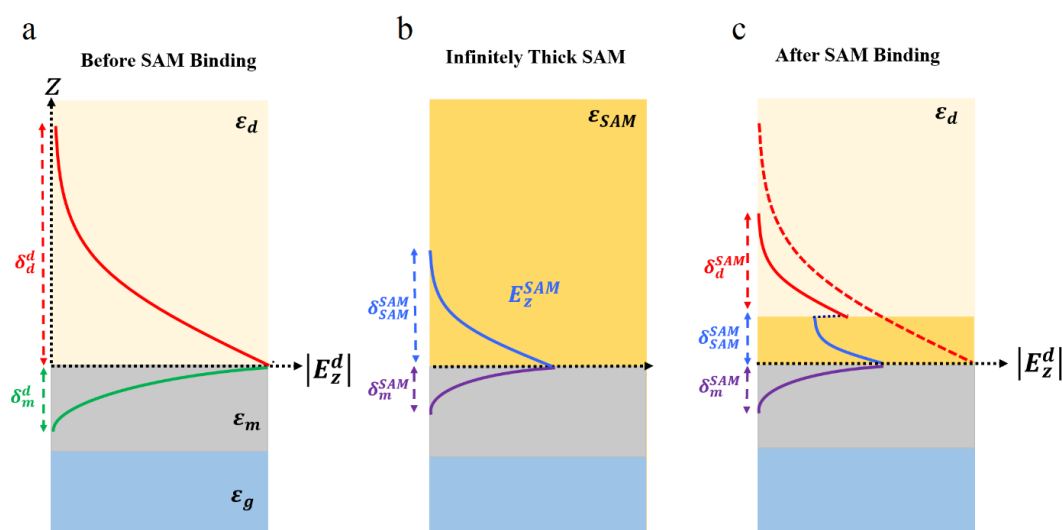 a
Before SAM Binding
Z
ε_d
δ_d^d
|E_z^d|
δ_m^d
ε_m
ε_g
b
Infinitely Thick SAM
ε_SAM
E_z^SAM
δ_SAM^SAM
δ_m^SAM
c
After SAM Binding
ε_d
δ_d^SAM
δ_SAM^SAM
|E_z^d|
δ_m^SAM